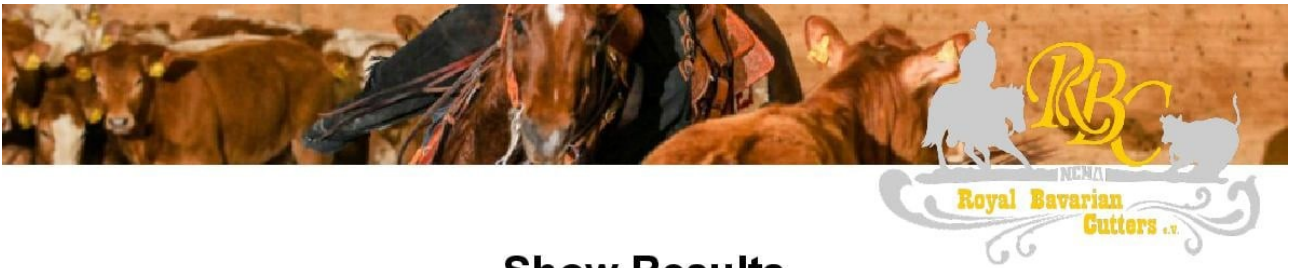 RBC
NCHA
Royal Bavarian
Cutters e.V.
Show Results